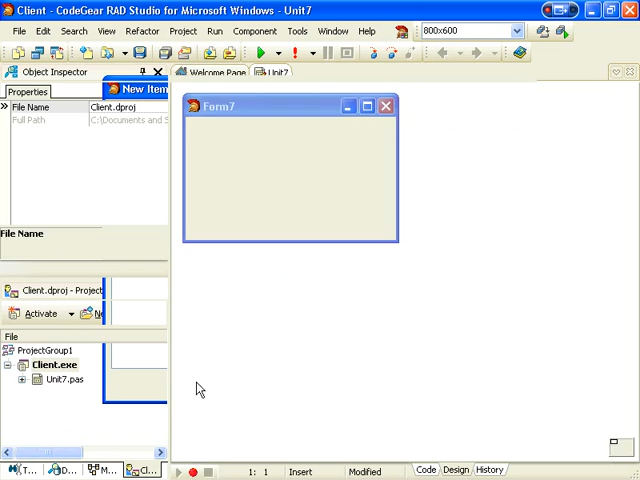 Client - CodeGear RAD Studio for Microsoft Windows - Unit7
File Edit Search View Refactor Project Run Component Tools Window Help 800x600
Object Inspector
Welcome Page Unit7
Properties
New Item
File Name Client.dproj
Full Path C:\Documents and S
Form7
File Name
Client.dproj - Project
Activate Ne
File
ProjectGroup1
Client.exe
Unit7.pas
T... D... M... Cl...
1: 1 Insert Modified Code Design History